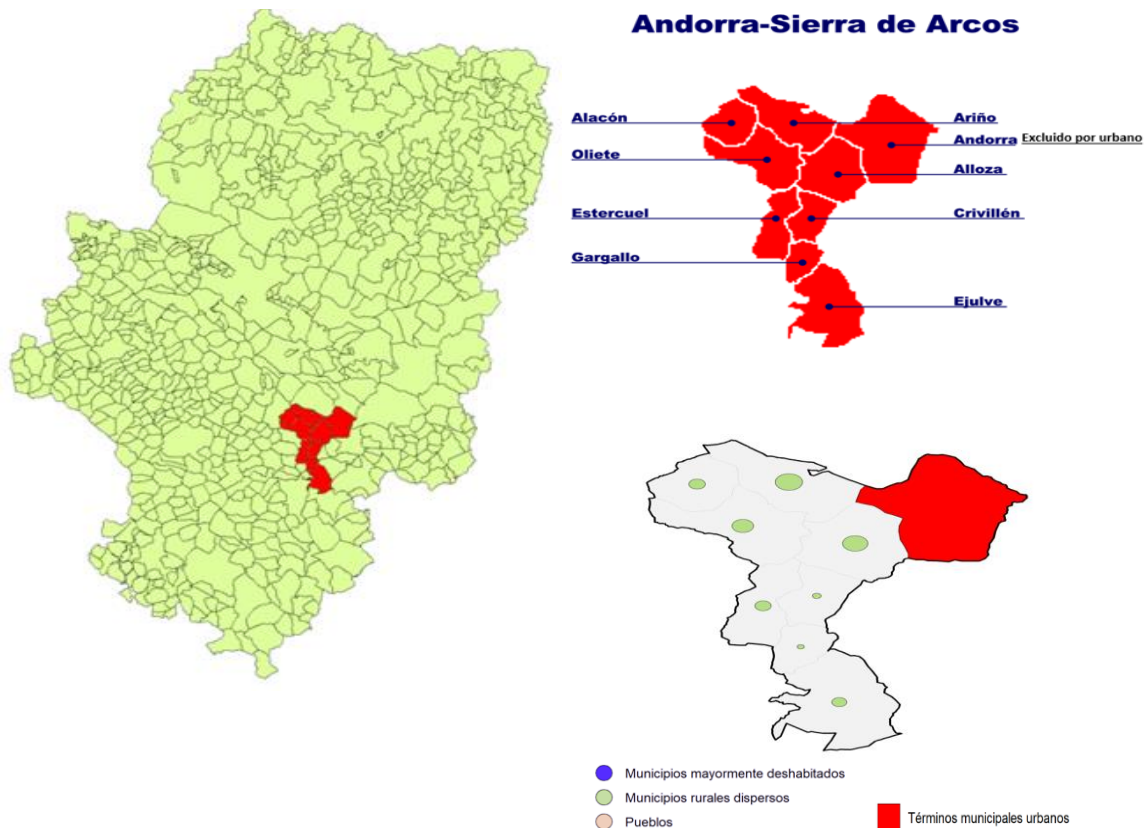 Andorra-Sierra de Arcos
Alacón
Ariño
Andorra Excluido por urbano
Oliete
Alloza
Estercuel
Crivillén
Gargallo
Ejulve
Municipios mayormente deshabitados
Municipios rurales dispersos
Pueblos
Términos municipales urbanos